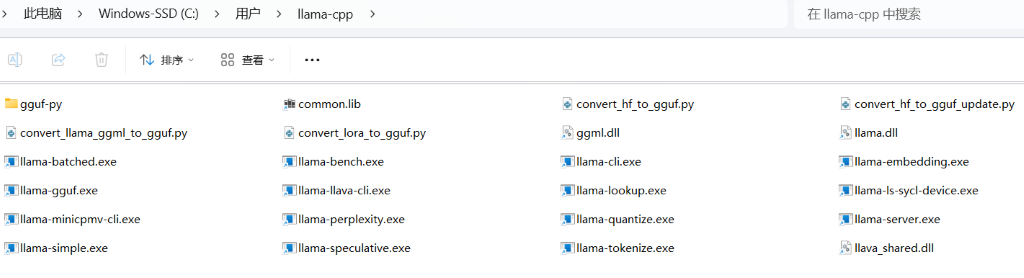 此电脑 > Windows-SSD (C:) > 用户 > llama-cpp >
在 llama-cpp 中搜索
排序 查看 •••
gguf-py common.lib convert_hf_to_gguf.py convert_hf_to_gguf_update.py
convert_llama_ggml_to_gguf.py convert_lora_to_gguf.py ggml.dll llama.dll
llama-batched.exe llama-bench.exe llama-cli.exe llama-embedding.exe
llama-gguf.exe llama-llava-cli.exe llama-lookup.exe llama-ls-sycl-device.exe
llama-minicpmv-cli.exe llama-perplexity.exe llama-quantize.exe llama-server.exe
llama-simple.exe llama-speculative.exe llama-tokenize.exe llava_shared.dll